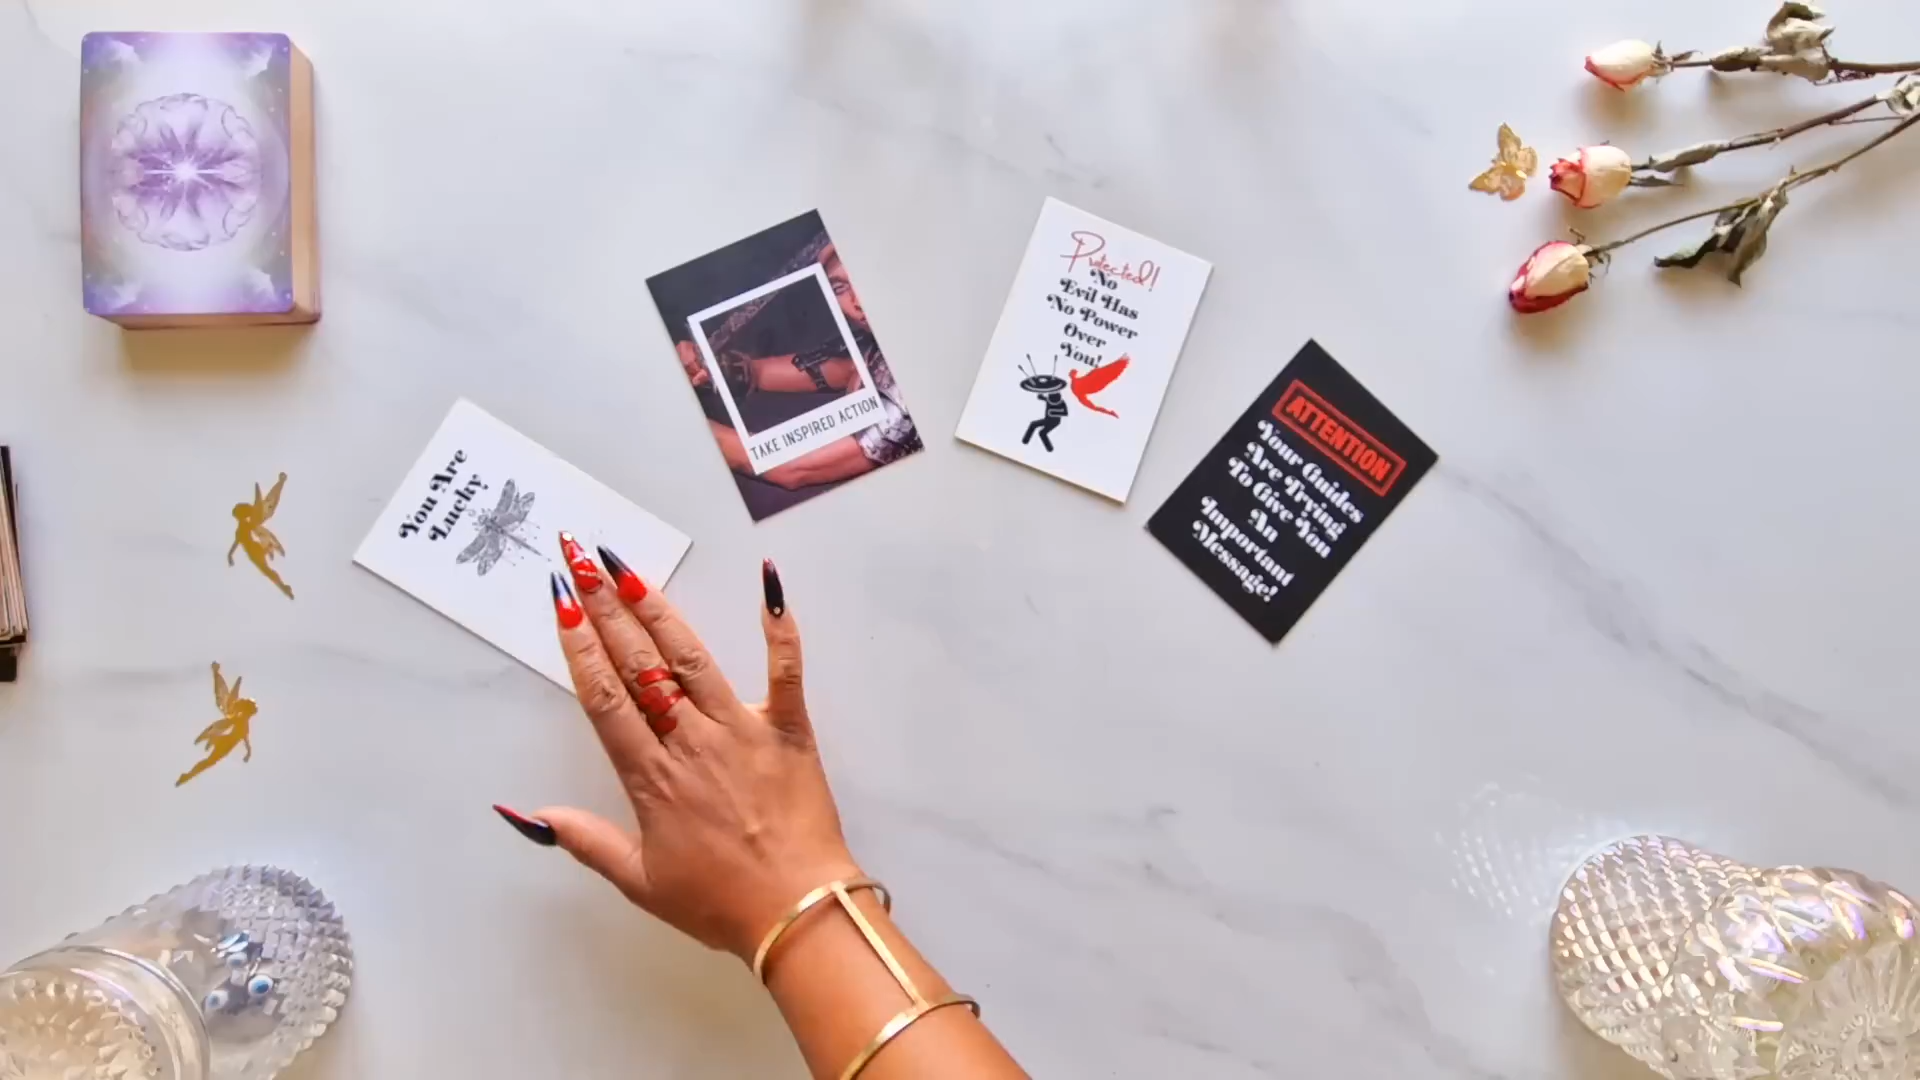 You Are
Lucky
TAKE INSPIRED ACTION
Protected!
No
Evil Has
No Power
Over
You!
ATTENTION
Your Guides
Are Trying
To Give You
An
Important
Message!